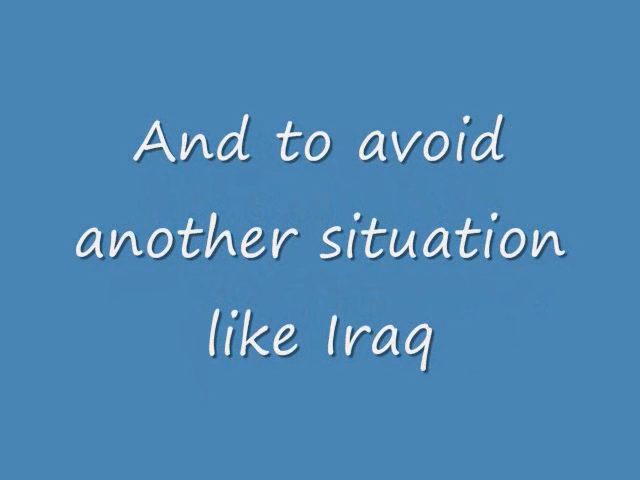 And to avoid
another situation
like Iraq